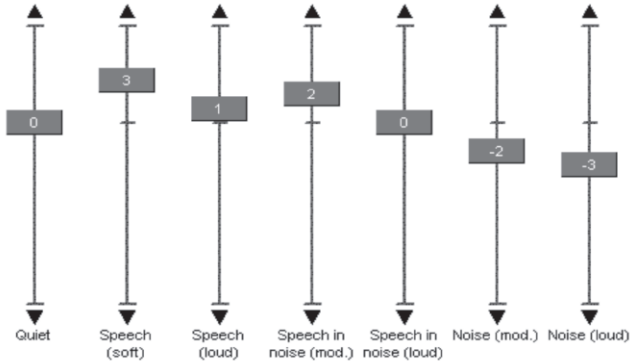 0 3 1 2 0 -2 -3
Quiet Speech Speech Speech in Speech in Noise (mod.) Noise (loud)
(soft) (loud) noise (mod.) noise (loud)